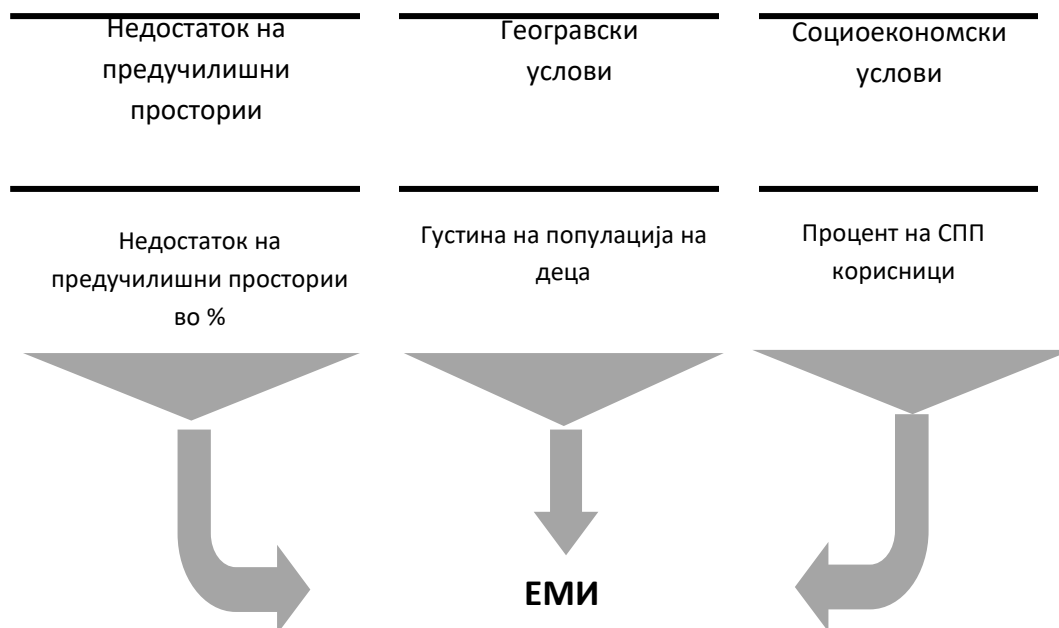 Недостаток на
предучилишни
простории
Геогравски
услови
Социоекономски
услови
Недостаток на
предучилишни простории
во %
Густина на популација на
деца
Процент на СПП
корисници
ЕМИ